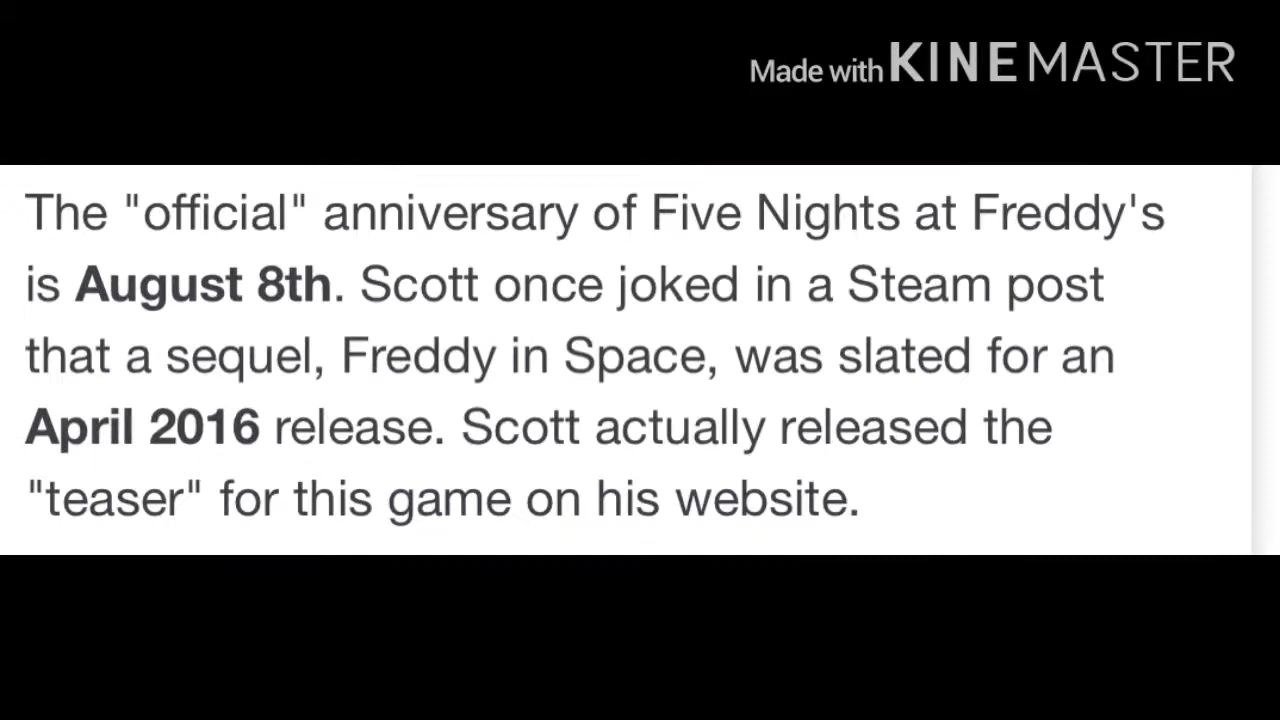 Made with KINEMASTER
The "official" anniversary of Five Nights at Freddy's
is August 8th. Scott once joked in a Steam post
that a sequel, Freddy in Space, was slated for an
April 2016 release. Scott actually released the
"teaser" for this game on his website.